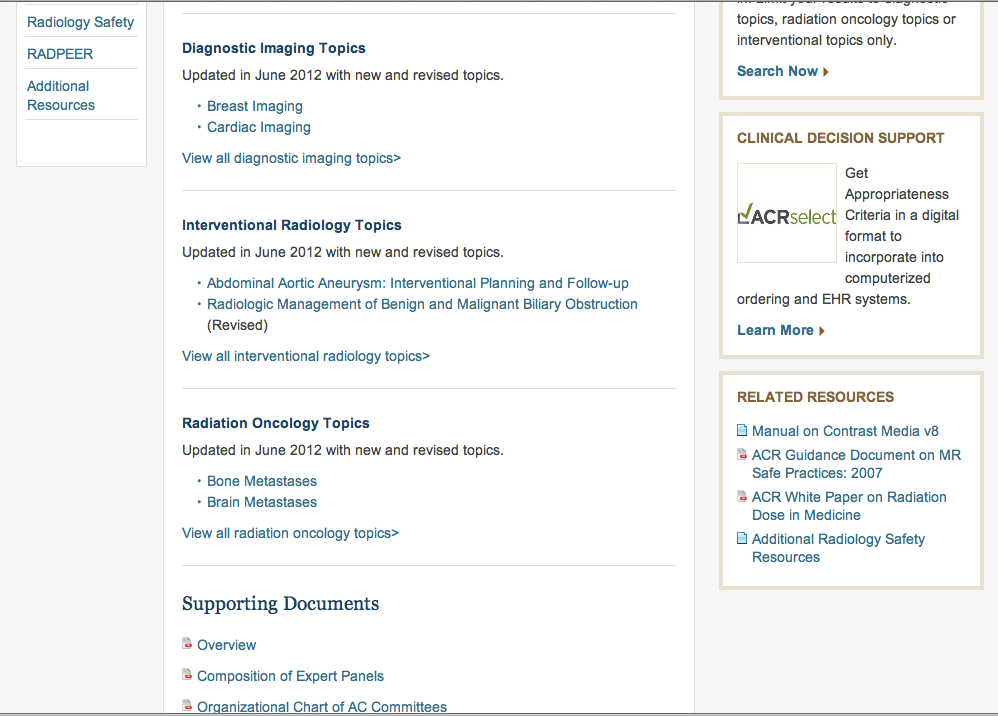 Radiology Safety
RADPEER
Additional
Resources
Diagnostic Imaging Topics
Updated in June 2012 with new and revised topics.
• Breast Imaging
• Cardiac Imaging
View all diagnostic imaging topics>
Interventional Radiology Topics
Updated in June 2012 with new and revised topics.
• Abdominal Aortic Aneurysm: Interventional Planning and Follow-up
• Radiologic Management of Benign and Malignant Biliary Obstruction
(Revised)
View all interventional radiology topics>
Radiation Oncology Topics
Updated in June 2012 with new and revised topics.
• Bone Metastases
• Brain Metastases
View all radiation oncology topics>
Supporting Documents
Overview
Composition of Expert Panels
Organizational Chart of AC Committees
topics, radiation oncology topics or
interventional topics only.
Search Now
CLINICAL DECISION SUPPORT
ACRselect
Get
Appropriateness
Criteria in a digital
format to
incorporate into
computerized
ordering and EHR systems.
Learn More
RELATED RESOURCES
Manual on Contrast Media v8
ACR Guidance Document on MR
Safe Practices: 2007
ACR White Paper on Radiation
Dose in Medicine
Additional Radiology Safety
Resources